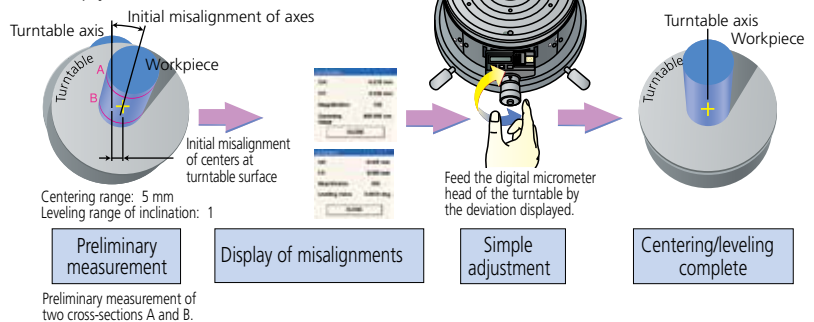 Initial misalignment of axes
Turntable axis
Workpiece
Turntable
A
B
Initial misalignment
of centers at
turntable surface
Centering range: 5 mm
Leveling range of inclination: 1
Feed the digital micrometer
head of the turntable by
the deviation displayed.
Turntable axis
Workpiece
Turntable
Preliminary
measurement
Display of misalignments
Simple
adjustment
Centering/leveling
complete
Preliminary measurement of
two cross-sections A and B.